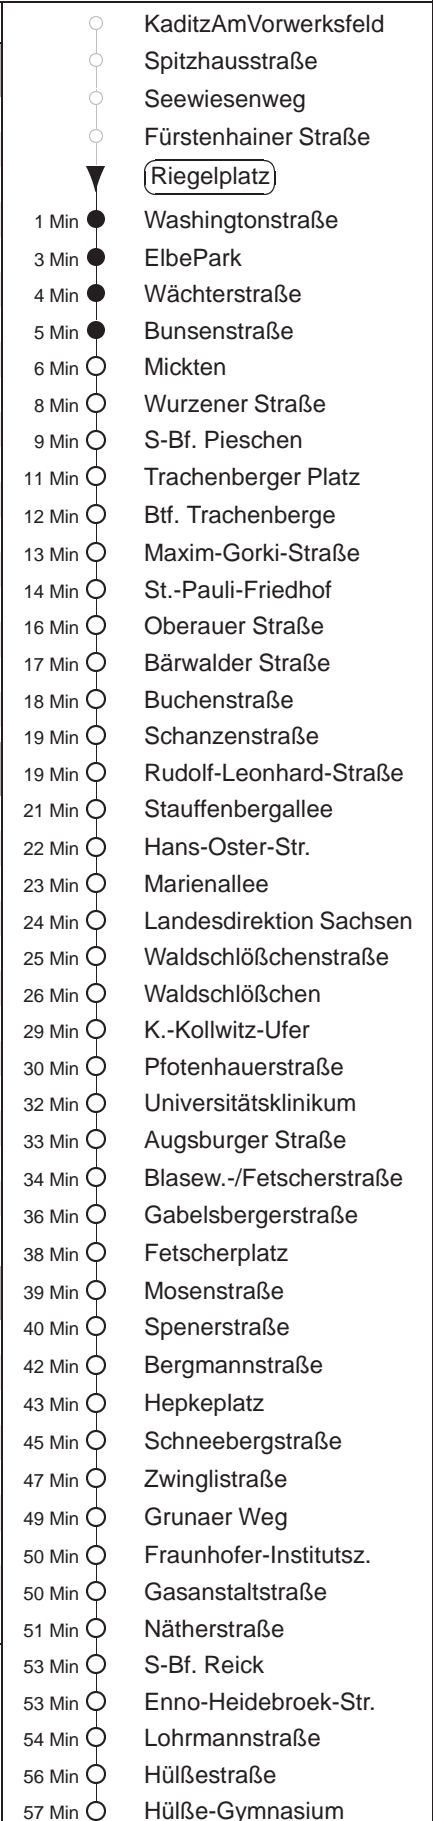 KaditzAmVorwerksfeld
Spitzhausstraße
Seewiesenweg
Fürstenhainer Straße
Riegelplatz
1 Min Washingtonstraße
3 Min ElbePark
4 Min Wächterstraße
5 Min Bunsenstraße
6 Min Mickten
8 Min Wurzener Straße
9 Min S-Bf. Pieschen
11 Min Trachenberger Platz
12 Min Btf. Trachenberge
13 Min Maxim-Gorki-Straße
14 Min St.-Pauli-Friedhof
16 Min Oberauer Straße
17 Min Bärwalder Straße
18 Min Buchenstraße
19 Min Schanzenstraße
19 Min Rudolf-Leonhard-Straße
21 Min Stauffenbergallee
22 Min Hans-Oster-Str.
23 Min Marienallee
24 Min Landesdirektion Sachsen
25 Min Waldschlößchenstraße
26 Min Waldschlößchen
29 Min K.-Kollwitz-Ufer
30 Min Pfotenhauerstraße
32 Min Universitätsklinikum
33 Min Augsburger Straße
34 Min Blasew.-/Fetscherstraße
36 Min Gabelsbergerstraße
38 Min Fetscherplatz
39 Min Mosenstraße
40 Min Spenerstraße
42 Min Bergmannstraße
43 Min Hepkeplatz
45 Min Schneebergstraße
47 Min Zwinglistraße
49 Min Grunaer Weg
50 Min Fraunhofer-Institutsz.
50 Min Gasanstaltstraße
51 Min Nätherstraße
53 Min S-Bf. Reick
53 Min Enno-Heidebroek-Str.
54 Min Lohrmannstraße
56 Min Hülßestraße
57 Min Hülße-Gymnasium